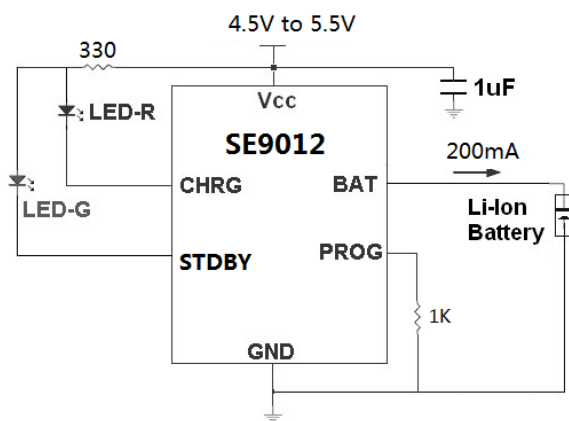 4.5V to 5.5V
330
Vcc
1uF
LED-R
SE9012
200mA
CHRG
BAT
LED-G
Li-Ion
Battery
STDBY
PROG
1K
GND